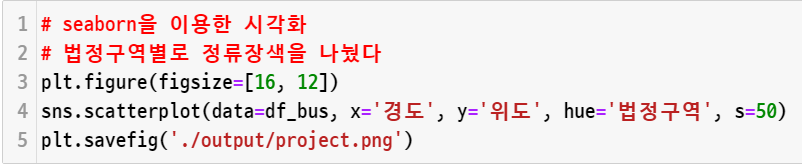 1 # seaborn을 이용한 시각화
2 # 법정구역별로 정류장색을 나눴다
3 plt.figure(figsize=[16, 12])
4 sns.scatterplot(data=df_bus, x='경도', y='위도', hue='법정구역', s=50)
5 plt.savefig('./output/project.png')